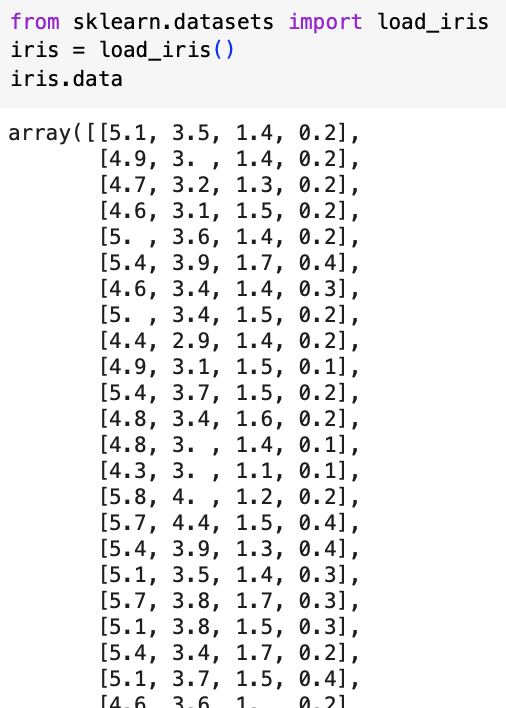 from sklearn.datasets import load_iris
iris = load_iris()
iris.data
array([[5.1, 3.5, 1.4, 0.2],
[4.9, 3. , 1.4, 0.2],
[4.7, 3.2, 1.3, 0.2],
[4.6, 3.1, 1.5, 0.2],
[5. , 3.6, 1.4, 0.2],
[5.4, 3.9, 1.7, 0.4],
[4.6, 3.4, 1.4, 0.3],
[5. , 3.4, 1.5, 0.2],
[4.4, 2.9, 1.4, 0.2],
[4.9, 3.1, 1.5, 0.1],
[5.4, 3.7, 1.5, 0.2],
[4.8, 3.4, 1.6, 0.2],
[4.8, 3. , 1.4, 0.1],
[4.3, 3. , 1.1, 0.1],
[5.8, 4. , 1.2, 0.2],
[5.7, 4.4, 1.5, 0.4],
[5.4, 3.9, 1.3, 0.4],
[5.1, 3.5, 1.4, 0.3],
[5.7, 3.8, 1.7, 0.3],
[5.1, 3.8, 1.5, 0.3],
[5.4, 3.4, 1.7, 0.2],
[5.1, 3.7, 1.5, 0.4],
[4.6, 3.6, 1. , 0.2],